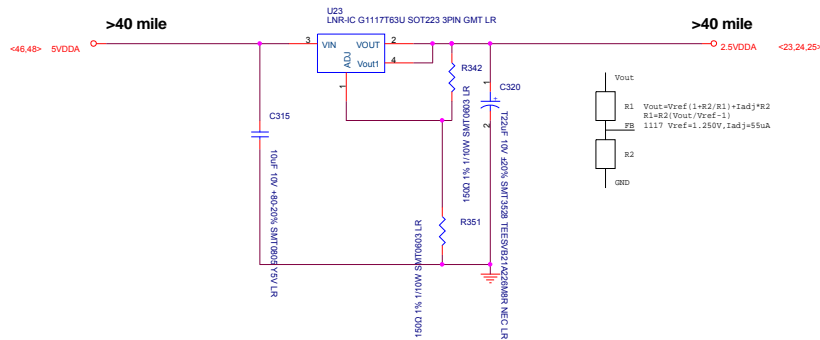 >40 mile
U23
LNR-IC G1117T63U SOT223 3PIN GMT LR
>40 mile
<46,48> 5VDDA
3 VIN VOUT 2
ADJ Vout1 4
1
2.5VDDA <23,24,25>
R342
150Ω 1% 1/10W SMT0603 LR
1 C320
+
2
T22uF 10V ±20% SMT3528 TEESVB21A226M8R NEC LR
C315
10uF 10V +80-20% SMT0805 Y5V LR
R351
150Ω 1% 1/10W SMT0603 LR
Vout
R1 Vout=Vref(1+R2/R1)+Iadj*R2
R1=R2(Vout/Vref-1)
FB 1117 Vref=1.250V,Iadj=55uA
R2
GND